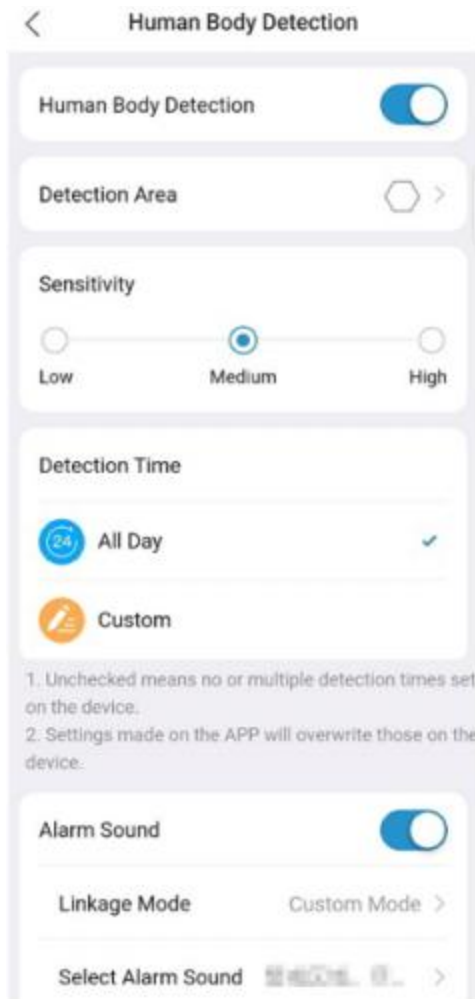 Human Body Detection
Human Body Detection
Detection Area
Sensitivity
Low Medium High
Detection Time
24 All Day
Custom
1. Unchecked means no or multiple detection times set
on the device.
2. Settings made on the APP will overwrite those on the
device.
Alarm Sound
Linkage Mode Custom Mode
Select Alarm Sound